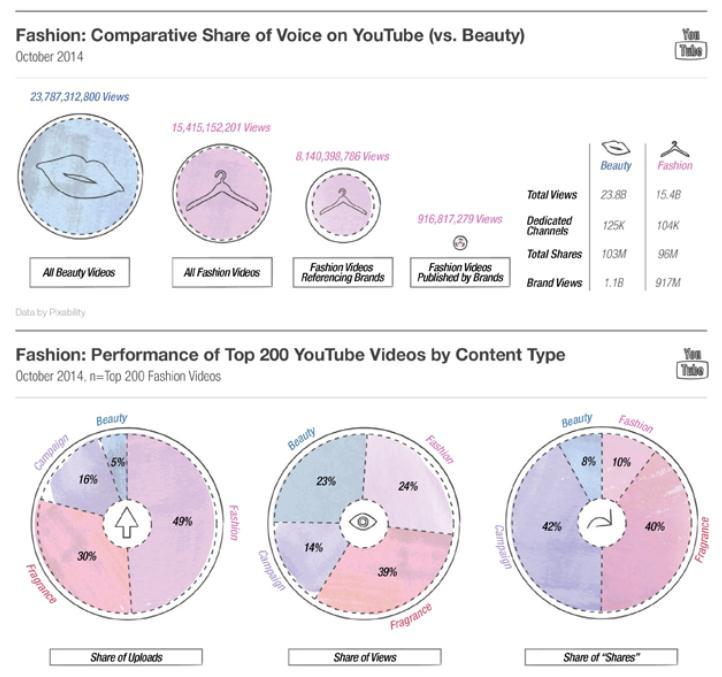 Fashion: Comparative Share of Voice on YouTube (vs. Beauty)
October 2014
You
Tube
23,787,312,800 Views
15,415,152,201 Views
8,140,398,786 Views
916,817,279 Views
All Beauty Videos
All Fashion Videos
Fashion Videos
Referencing Brands
Fashion Videos
Published by Brands
Beauty Fashion
Total Views 23.8B 15.4B
Dedicated
Channels 125K 104K
Total Shares 103M 96M
Brand Views 1.1B 917M
Data by Pixability
Fashion: Performance of Top 200 YouTube Videos by Content Type
October 2014, n=Top 200 Fashion Videos
You
Tube
Beauty
5%
Campaign
16%
Fashion
49%
Fragrance
30%
Share of Uploads
Beauty
23%
Fashion
24%
Campaign
14%
Fragrance
39%
Share of Views
Beauty
8%
Fashion
10%
Campaign
42%
Fragrance
40%
Share of "Shares"